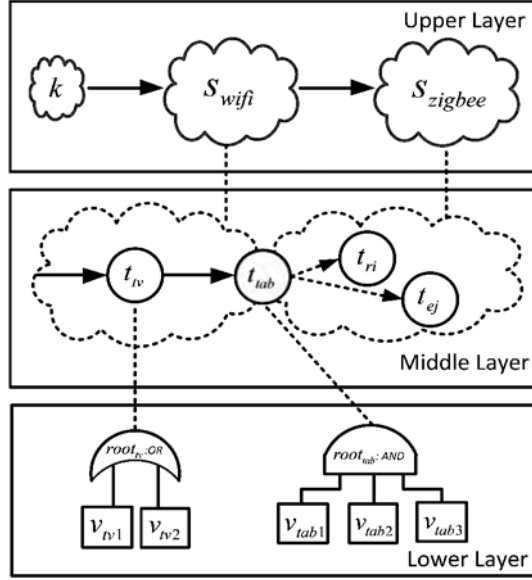 Upper Layer
k
S_wifi
S_zigbee
t_tv
t_tab
t_ri
t_ej
Middle Layer
root_tv:OR
root_tab:AND
v_tv1 v_tv2
v_tab1 v_tab2 v_tab3
Lower Layer